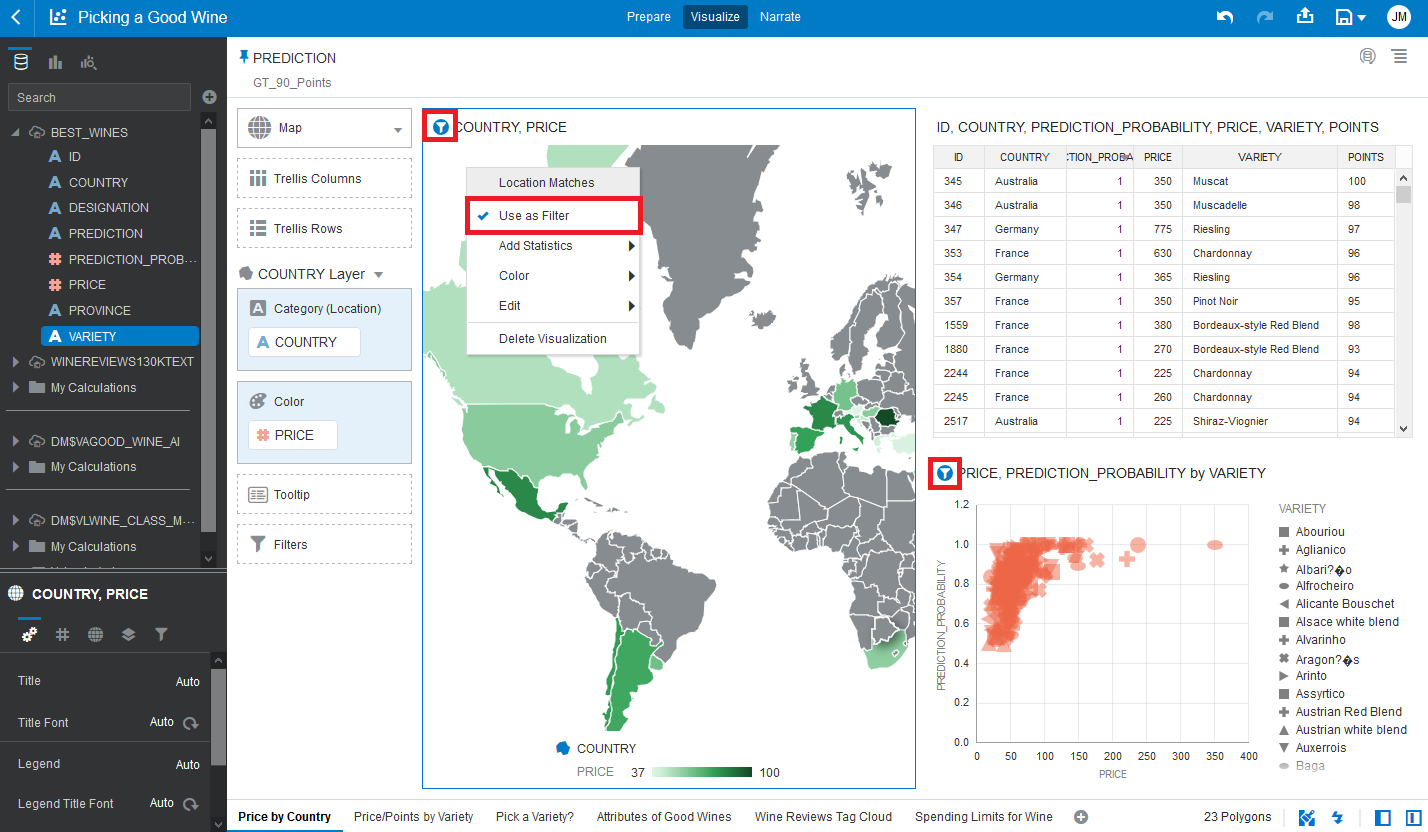 Picking a Good Wine
Prepare
Visualize
Narrate
JM
Search
BEST_WINES
A ID
A COUNTRY
A DESIGNATION
A PREDICTION
# PREDICTION_PROB...
# PRICE
A PROVINCE
A VARIETY
WINEREVIEWS130KTEXT
My Calculations
DM$VAGOOD_WINE_AI
My Calculations
DM$VLWINE_CLASS_M...
My Calculations
COUNTRY, PRICE
Title Auto
Title Font Auto
Legend Auto
Legend Title Font Auto
PREDICTION
GT_90_Points
Map
Trellis Columns
Trellis Rows
COUNTRY Layer
A Category (Location)
A COUNTRY
Color
# PRICE
Tooltip
Filters
COUNTRY, PRICE
Location Matches
Use as Filter
Add Statistics
Color
Edit
Delete Visualization
COUNTRY
PRICE 37 100
ID, COUNTRY, PREDICTION_PROBABILITY, PRICE, VARIETY, POINTS
ID COUNTRY CTION_PROBA PRICE VARIETY POINTS
345 Australia 1 350 Muscat 100
346 Australia 1 350 Muscadelle 98
347 Germany 1 775 Riesling 97
353 France 1 630 Chardonnay 96
354 Germany 1 365 Riesling 96
357 France 1 350 Pinot Noir 95
1559 France 1 380 Bordeaux-style Red Blend 98
1880 France 1 270 Bordeaux-style Red Blend 93
2244 France 1 225 Chardonnay 94
2245 France 1 260 Chardonnay 94
2517 Australia 1 225 Shiraz-Viognier 94
PRICE, PREDICTION_PROBABILITY by VARIETY
PREDICTION_PROBABILITY
1.2
1.0
0.8
0.6
0.4
0.2
0.0
0 50 100 150 200 250 300 350 400
PRICE
VARIETY
Abouriou
Aglianico
Albari?�o
Alfrocheiro
Alicante Bouschet
Alsace white blend
Alvarinho
Aragon?�s
Arinto
Assyrtico
Austrian Red Blend
Austrian white blend
Auxerrois
Baga
Price by Country
Price/Points by Variety
Pick a Variety?
Attributes of Good Wines
Wine Reviews Tag Cloud
Spending Limits for Wine
23 Polygons